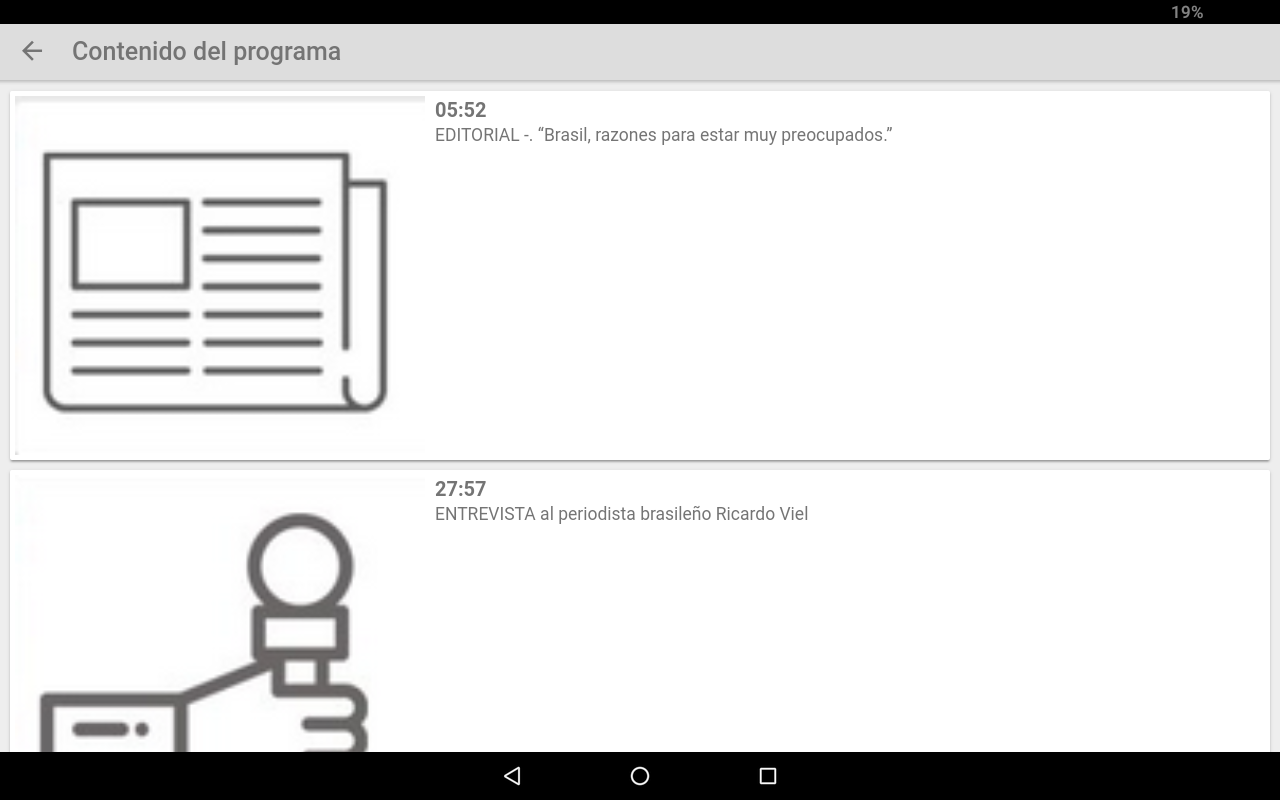 19%
Contenido del programa
05:52
EDITORIAL -. “Brasil, razones para estar muy preocupados.”
27:57
ENTREVISTA al periodista brasileño Ricardo Viel